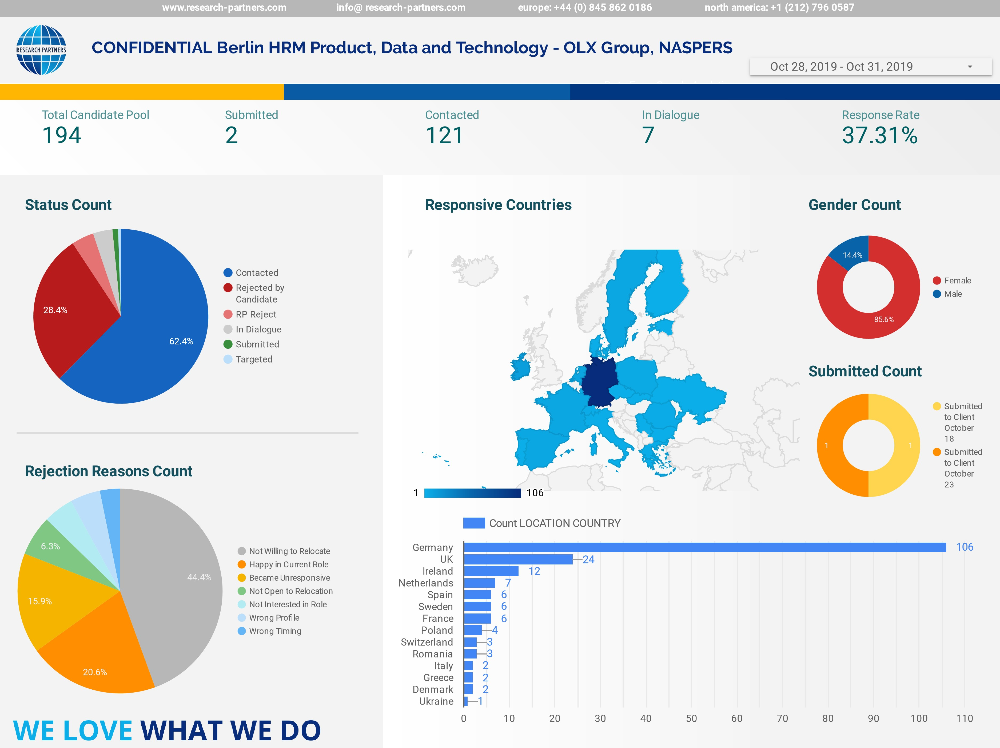 www.research-partners.com info@ research-partners.com europe: +44 (0) 845 862 0186 north america: +1 (212) 796 0587
RESEARCH PARTNERS
CONFIDENTIAL Berlin HRM Product, Data and Technology - OLX Group, NASPERS
Oct 28, 2019 - Oct 31, 2019
Total Candidate Pool
194
Submitted
2
Contacted
121
In Dialogue
7
Response Rate
37.31%
Status Count
28.4%
62.4%
Contacted
Rejected by
Candidate
RP Reject
In Dialogue
Submitted
Targeted
Rejection Reasons Count
6.3%
44.4%
15.9%
20.6%
Not Willing to Relocate
Happy in Current Role
Became Unresponsive
Not Open to Relocation
Not Interested in Role
Wrong Profile
Wrong Timing
WE LOVE WHAT WE DO
Responsive Countries
1 106
Gender Count
14.4%
85.6%
Female
Male
Submitted Count
1 1
Submitted
to Client
October
18
Submitted
to Client
October
23
Count LOCATION COUNTRY
Germany 106
UK 24
Ireland 12
Netherlands 7
Spain 6
Sweden 6
France 6
Poland 4
Switzerland 3
Romania 3
Italy 2
Greece 2
Denmark 2
Ukraine 1
0 10 20 30 40 50 60 70 80 90 100 110